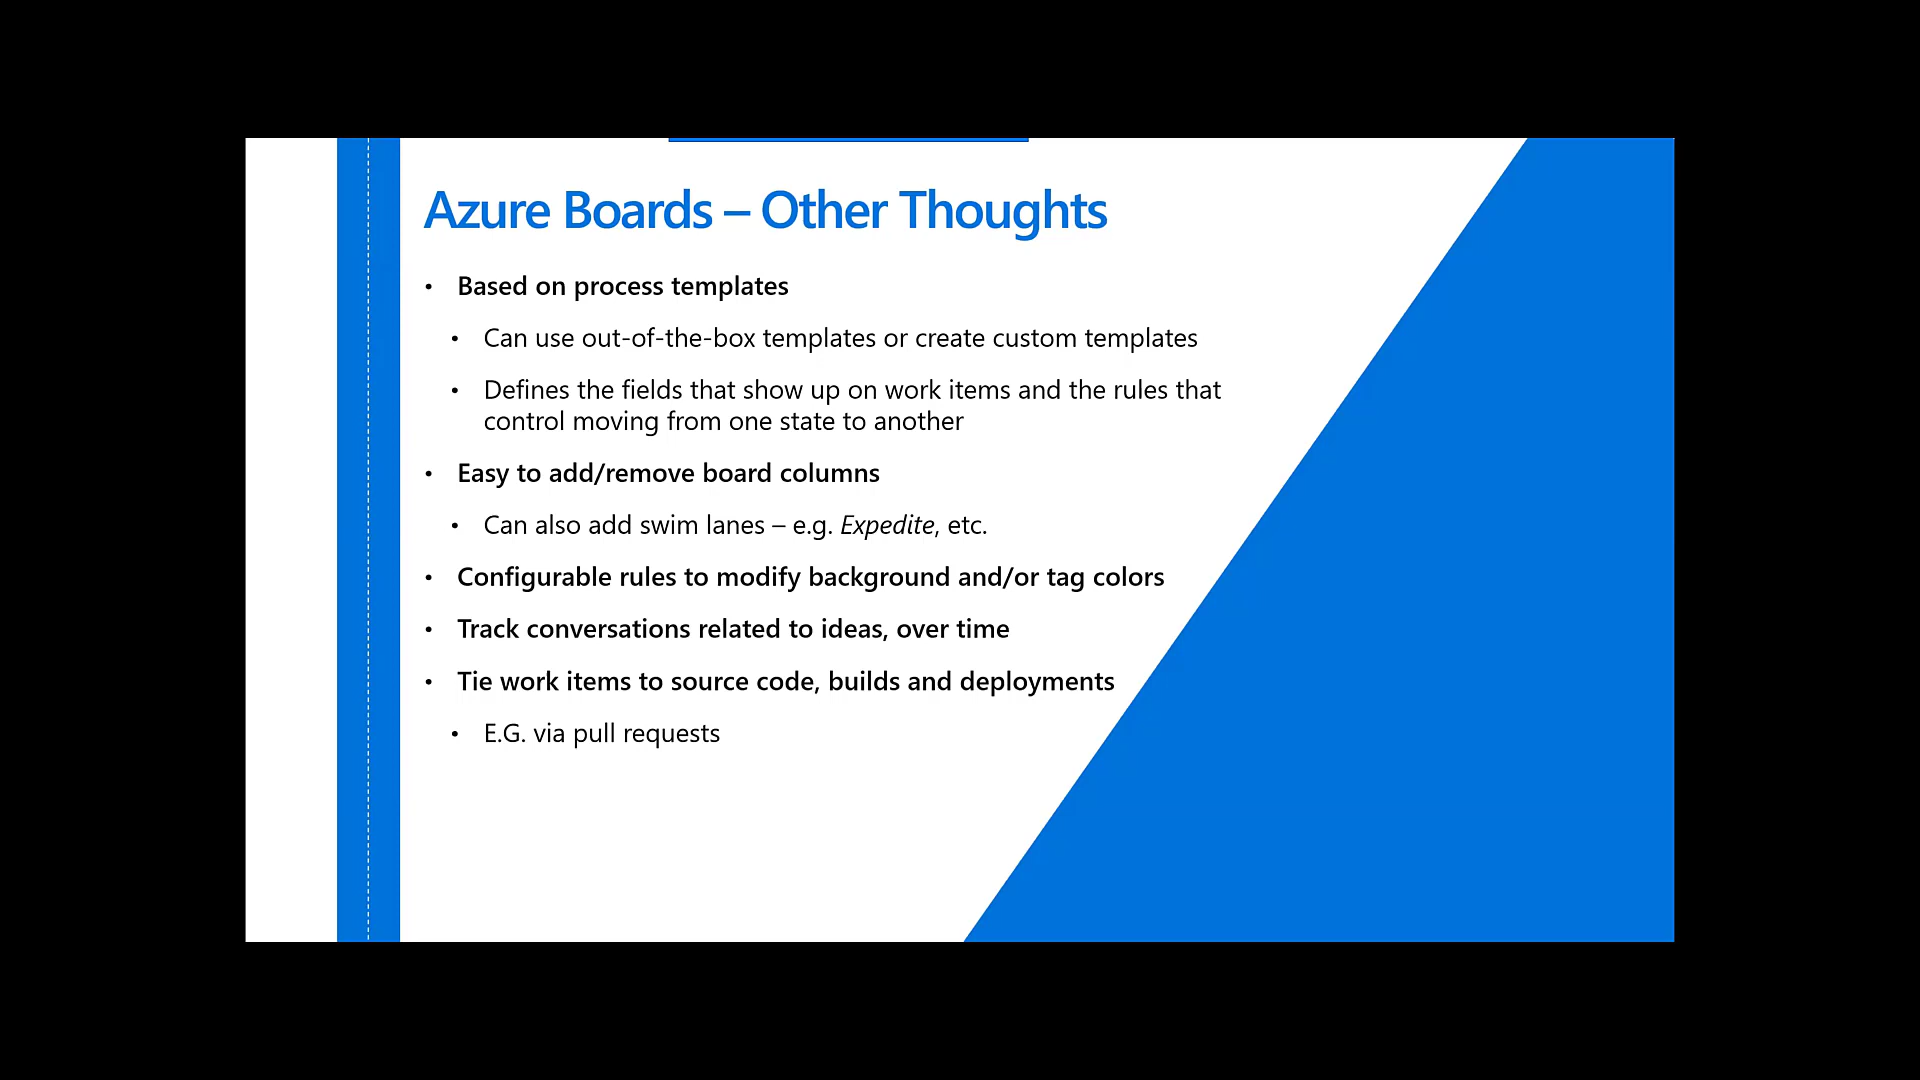 Azure Boards – Other Thoughts
• Based on process templates
• Can use out-of-the-box templates or create custom templates
• Defines the fields that show up on work items and the rules that
control moving from one state to another
• Easy to add/remove board columns
• Can also add swim lanes – e.g. Expedite, etc.
• Configurable rules to modify background and/or tag colors
• Track conversations related to ideas, over time
• Tie work items to source code, builds and deployments
• E.G. via pull requests